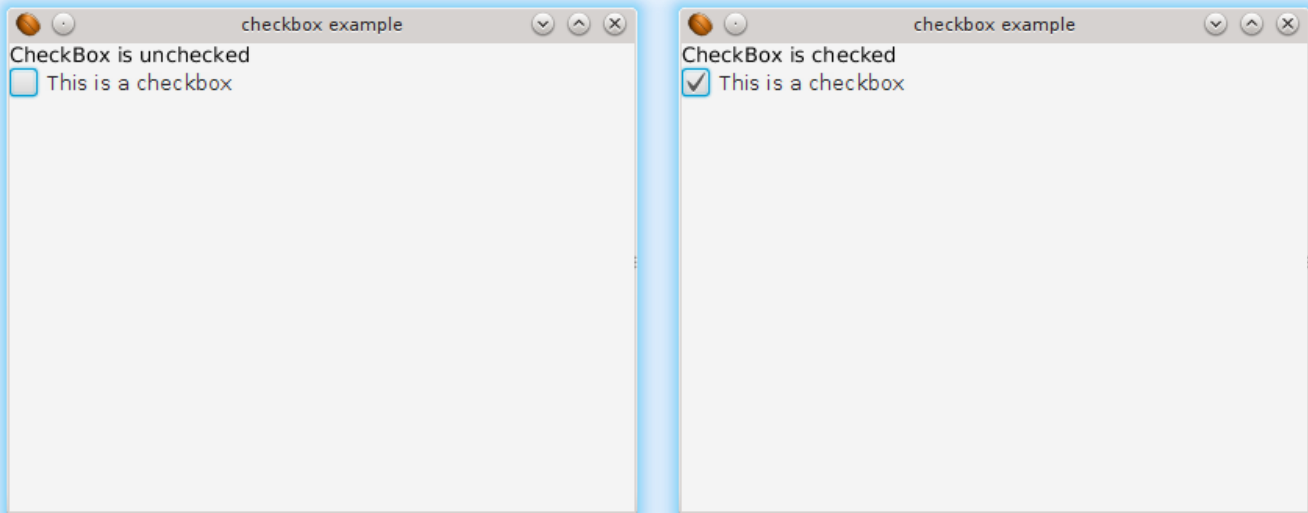 checkbox example
CheckBox is unchecked
This is a checkbox
checkbox example
CheckBox is checked
This is a checkbox